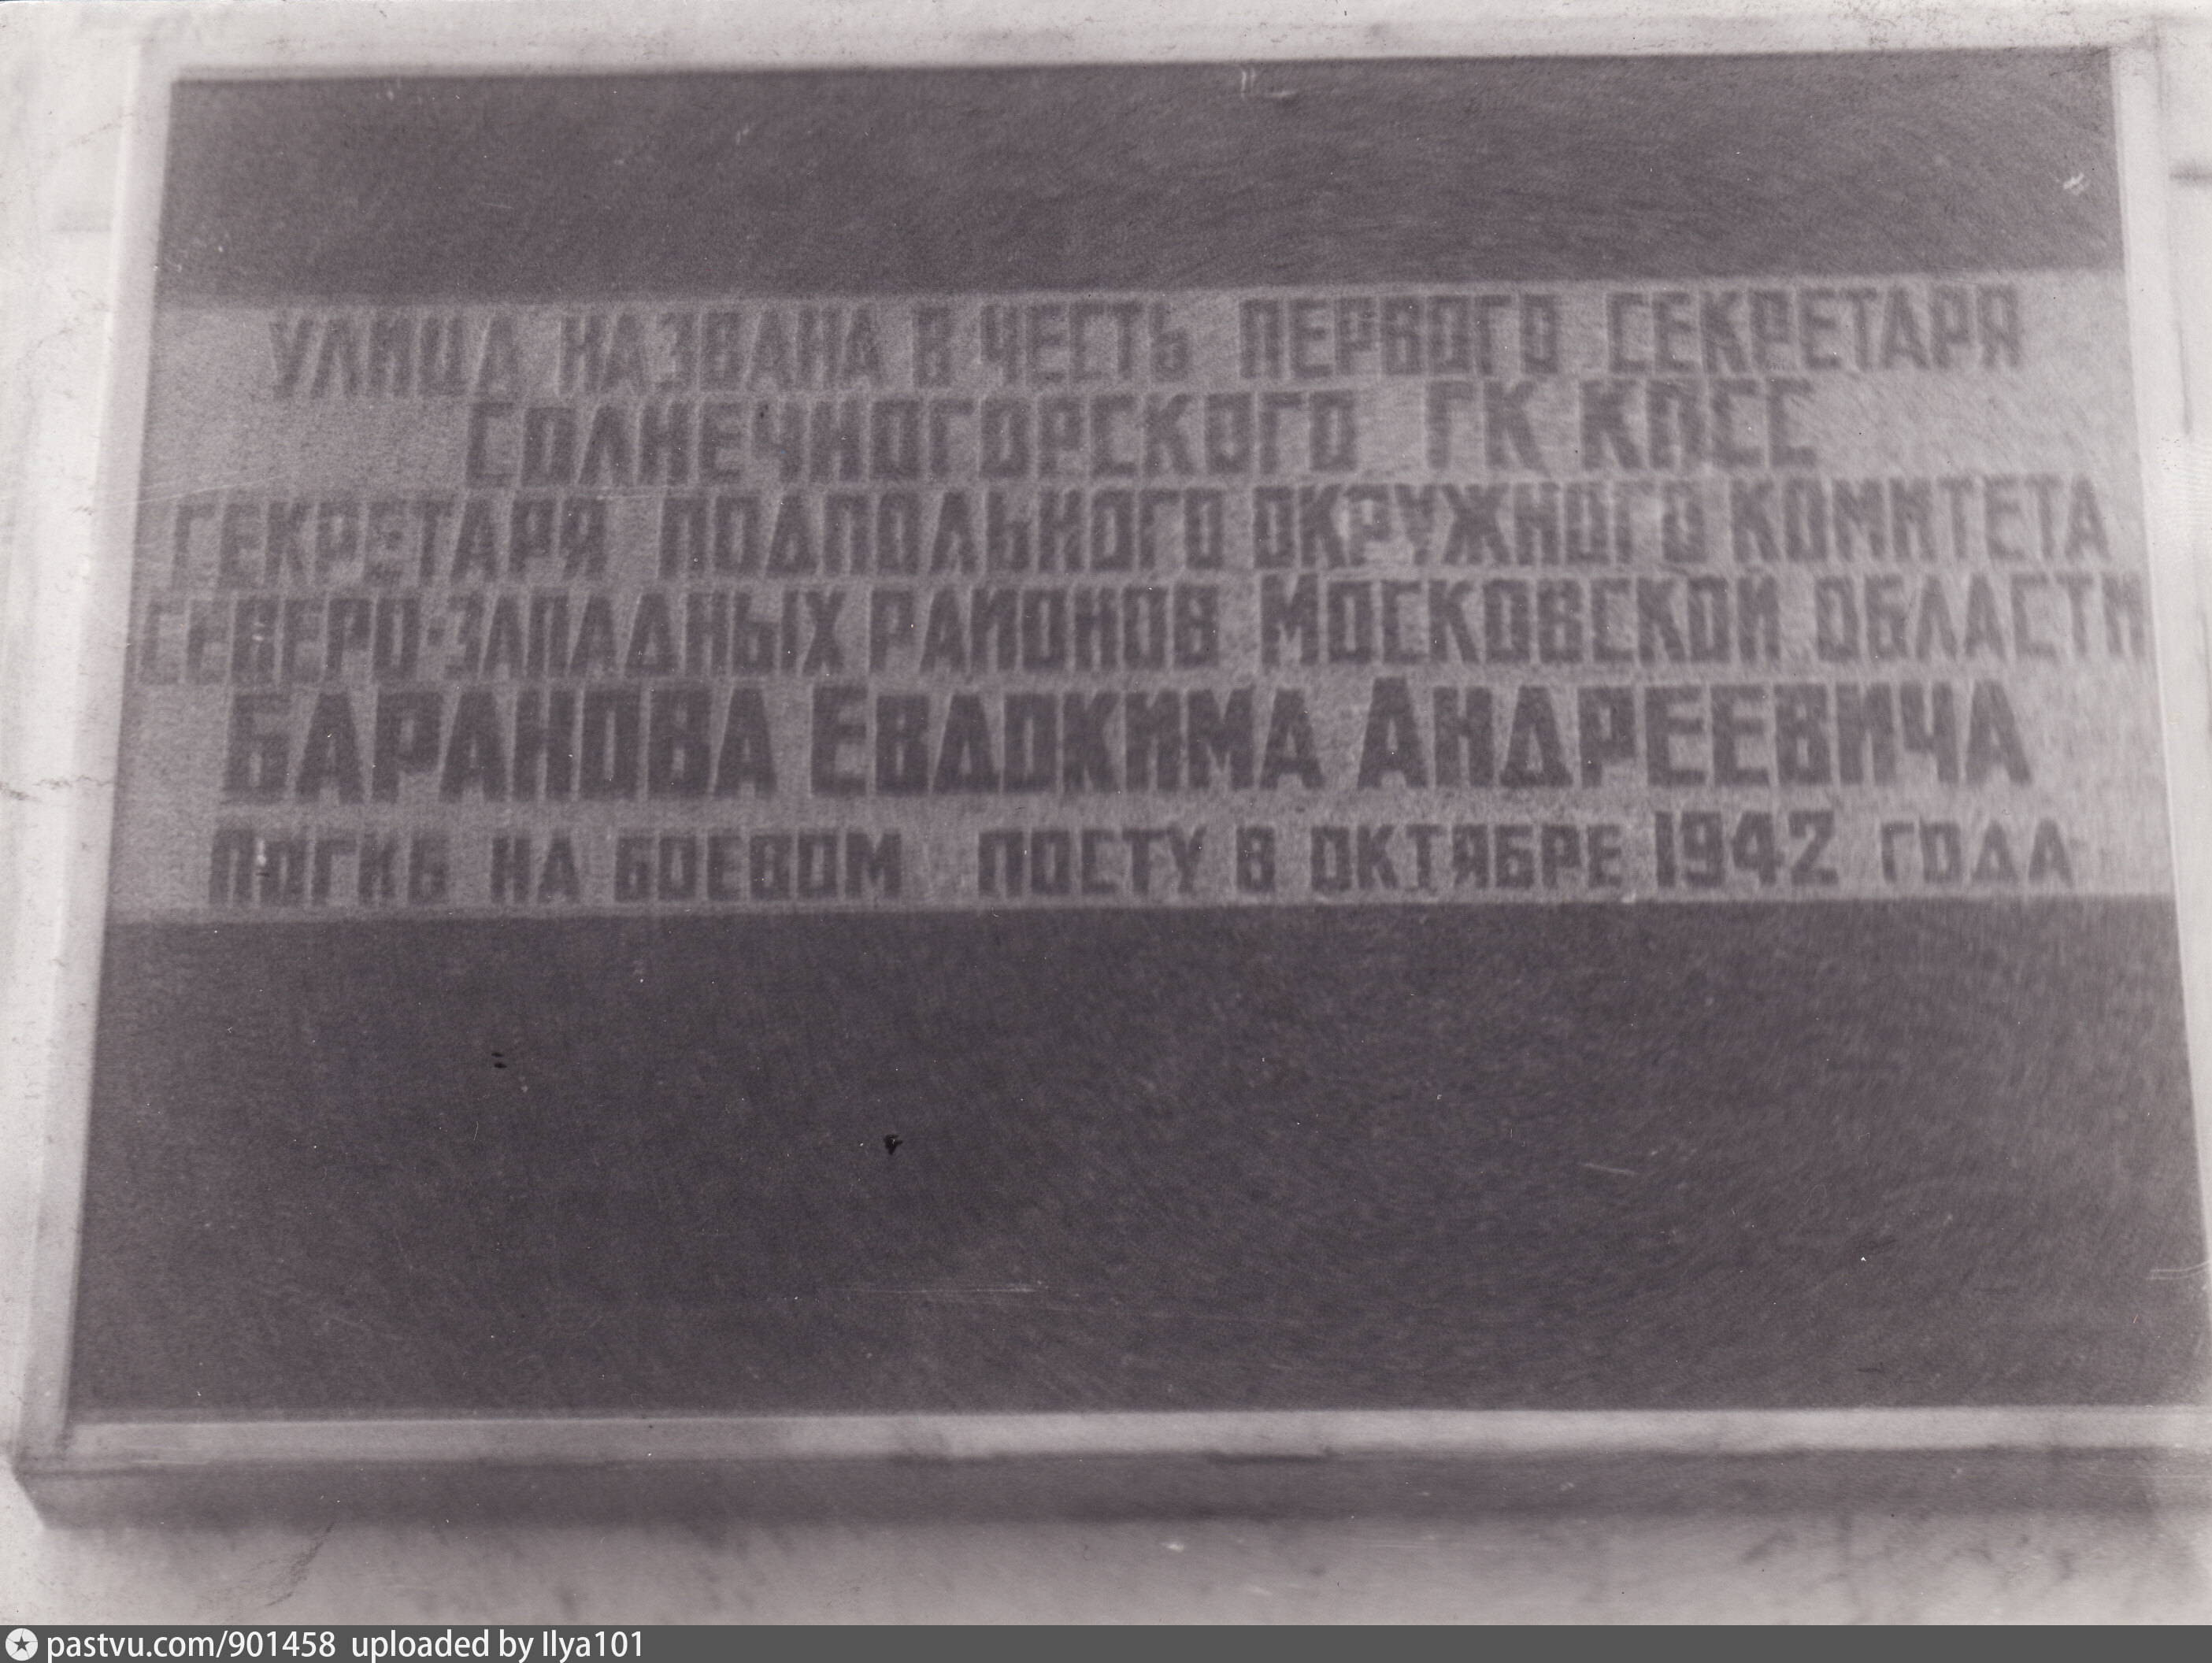 УЛИЦА НАЗВАНА В ЧЕСТЬ ПЕРВОГО СЕКРЕТАРЯ
СОЛНЕЧНОГОРСКОГО ГК КПСС
СЕКРЕТАРЯ ПОДПОЛЬНОГО ОКРУЖНОГО КОМИТЕТА
СЕВЕРО-ЗАПАДНЫХ РАЙОНОВ МОСКОВСКОЙ ОБЛАСТИ
БАРАНОВА ЕВДОКИМА АНДРЕЕВИЧА
ПОГИБ НА БОЕВОМ ПОСТУ В ОКТЯБРЕ 1942 ГОДА
pastvu.com/901458 uploaded by Ilya101